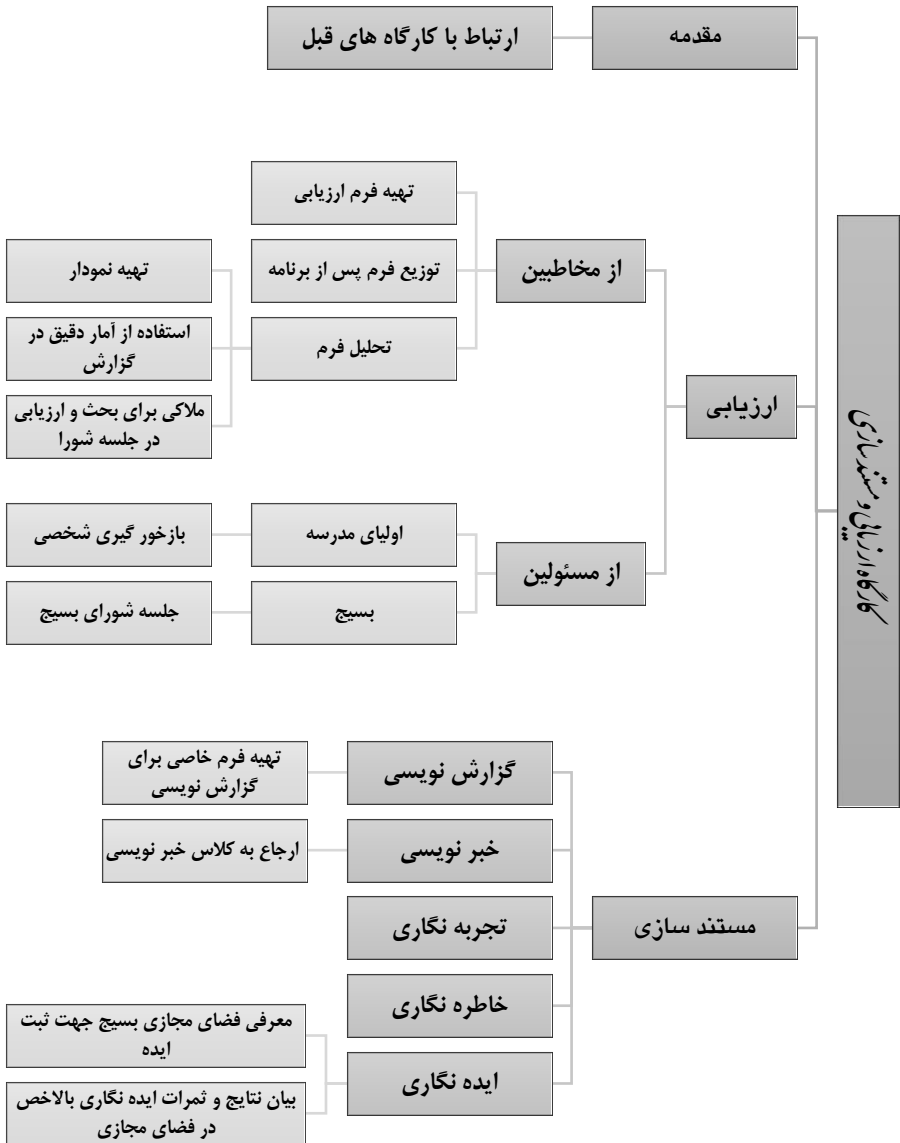 کارگاه ارزیابی و مستندسازی
مقدمه
ارتباط با کارگاه های قبل
ارزیابی
از مخاطبین
تهیه فرم ارزیابی
توزیع فرم پس از برنامه
تحلیل فرم
تهیه نمودار
استفاده از آمار دقیق در
گزارش
ملاکی برای بحث و ارزیابی
در جلسه شورا
از مسئولین
اولیای مدرسه
بازخور گیری شخصی
بسیج
جلسه شورای بسیج
مستند سازی
گزارش نویسی
تهیه فرم خاصی برای
گزارش نویسی
خبر نویسی
ارجاع به کلاس خبر نویسی
تجربه نگاری
خاطره نگاری
ایده نگاری
معرفی فضای مجازی بسیج جهت ثبت
ایده
بیان نتایج و ثمرات ایده نگاری بالاخص
در فضای مجازی